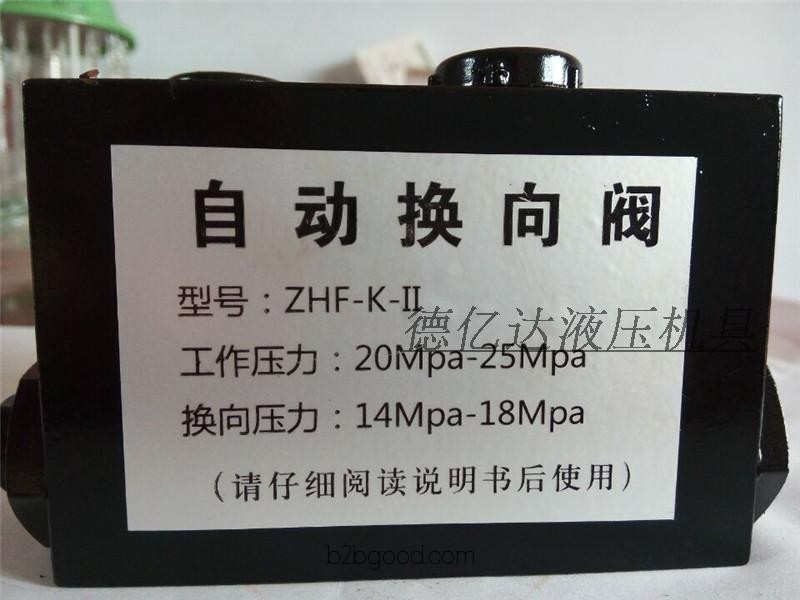 自动换向阀
型号：ZHF-K-II
德亿达液压机具
工作压力：20Mpa-25Mpa
换向压力：14Mpa-18Mpa
（请仔细阅读说明书后使用）
b2bgood.com